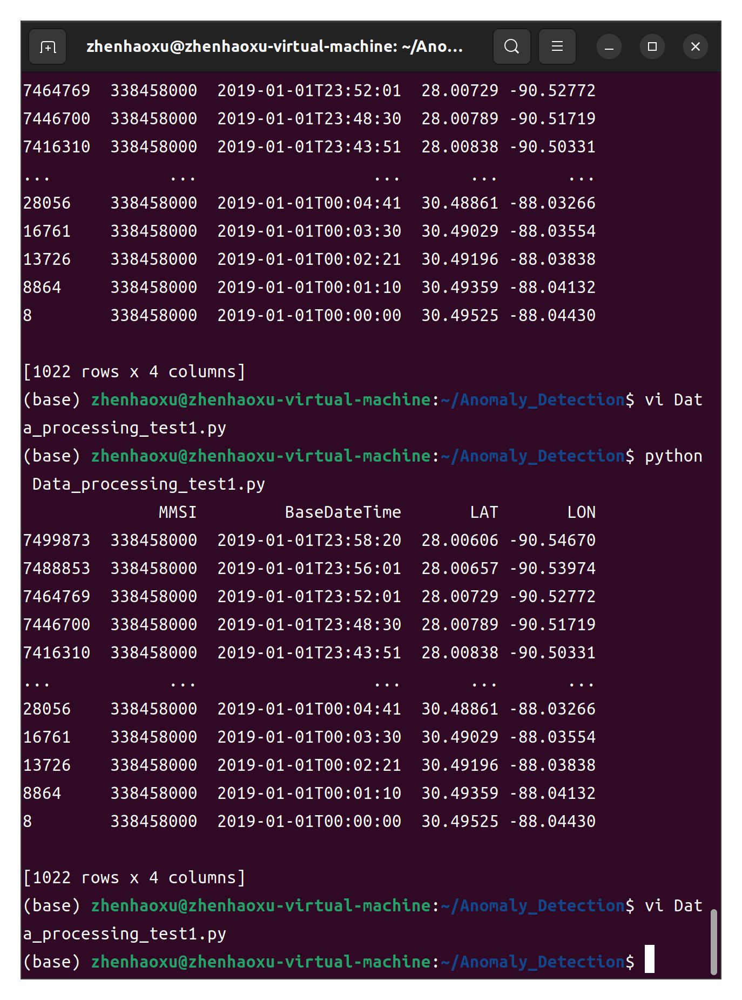 zhenhaoxu@zhenhaoxu-virtual-machine: ~/Ano...
7464769  338458000  2019-01-01T23:52:01  28.00729 -90.52772
7446700  338458000  2019-01-01T23:48:30  28.00789 -90.51719
7416310  338458000  2019-01-01T23:43:51  28.00838 -90.50331
...            ...                  ...       ...       ...
28056    338458000  2019-01-01T00:04:41  30.48861 -88.03266
16761    338458000  2019-01-01T00:03:30  30.49029 -88.03554
13726    338458000  2019-01-01T00:02:21  30.49196 -88.03838
8864     338458000  2019-01-01T00:01:10  30.49359 -88.04132
8        338458000  2019-01-01T00:00:00  30.49525 -88.04430
[1022 rows x 4 columns]
(base) zhenhaoxu@zhenhaoxu-virtual-machine:~/Anomaly_Detection$ vi Dat
a_processing_test1.py
(base) zhenhaoxu@zhenhaoxu-virtual-machine:~/Anomaly_Detection$ python
 Data_processing_test1.py
              MMSI         BaseDateTime       LAT       LON
7499873  338458000  2019-01-01T23:58:20  28.00606 -90.54670
7488853  338458000  2019-01-01T23:56:01  28.00657 -90.53974
7464769  338458000  2019-01-01T23:52:01  28.00729 -90.52772
7446700  338458000  2019-01-01T23:48:30  28.00789 -90.51719
7416310  338458000  2019-01-01T23:43:51  28.00838 -90.50331
...            ...                  ...       ...       ...
28056    338458000  2019-01-01T00:04:41  30.48861 -88.03266
16761    338458000  2019-01-01T00:03:30  30.49029 -88.03554
13726    338458000  2019-01-01T00:02:21  30.49196 -88.03838
8864     338458000  2019-01-01T00:01:10  30.49359 -88.04132
8        338458000  2019-01-01T00:00:00  30.49525 -88.04430
[1022 rows x 4 columns]
(base) zhenhaoxu@zhenhaoxu-virtual-machine:~/Anomaly_Detection$ vi Dat
a_processing_test1.py
(base) zhenhaoxu@zhenhaoxu-virtual-machine:~/Anomaly_Detection$